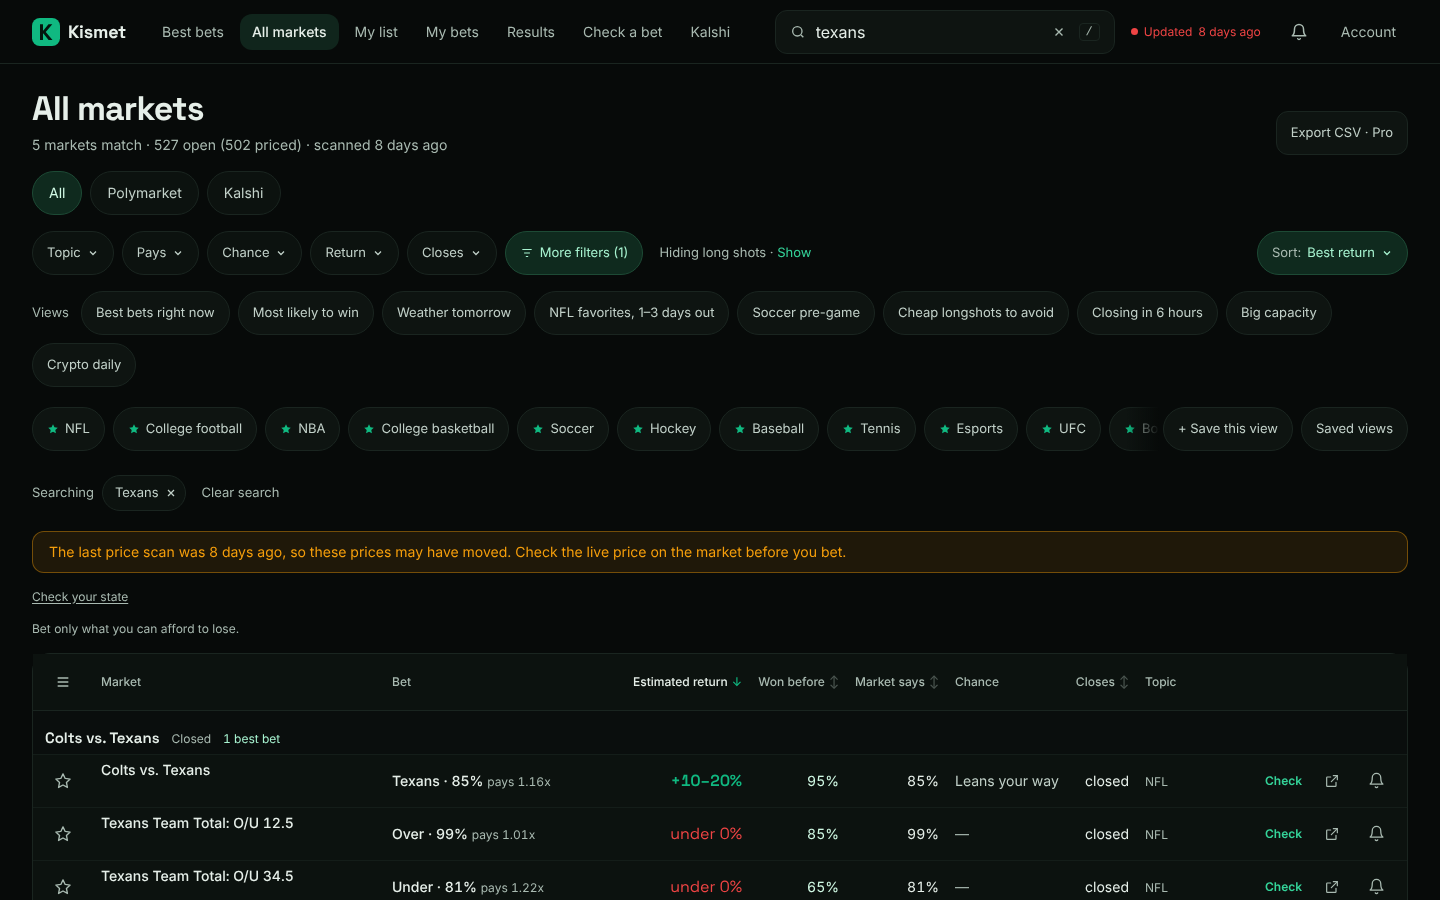 Kismet Best bets All markets My list My bets Results Check a bet Kalshi texans / Updated 8 days ago Account
All markets
5 markets match · 527 open (502 priced) · scanned 8 days ago
Export CSV · Pro
All Polymarket Kalshi
Topic Pays Chance Return Closes More filters (1) Hiding long shots · Show Sort: Best return
Views Best bets right now Most likely to win Weather tomorrow NFL favorites, 1–3 days out Soccer pre-game Cheap longshots to avoid Closing in 6 hours Big capacity
Crypto daily
NFL College football NBA College basketball Soccer Hockey Baseball Tennis Esports UFC Bo + Save this view Saved views
Searching Texans × Clear search
The last price scan was 8 days ago, so these prices may have moved. Check the live price on the market before you bet.
Check your state
Bet only what you can afford to lose.
Market Bet Estimated return ↓ Won before Market says Chance Closes Topic
Colts vs. Texans Closed 1 best bet
Colts vs. Texans Texans · 85% pays 1.16x +10–20% 95% 85% Leans your way closed NFL Check
Texans Team Total: O/U 12.5 Over · 99% pays 1.01x under 0% 85% 99% — closed NFL Check
Texans Team Total: O/U 34.5 Under · 81% pays 1.22x under 0% 65% 81% — closed NFL Check